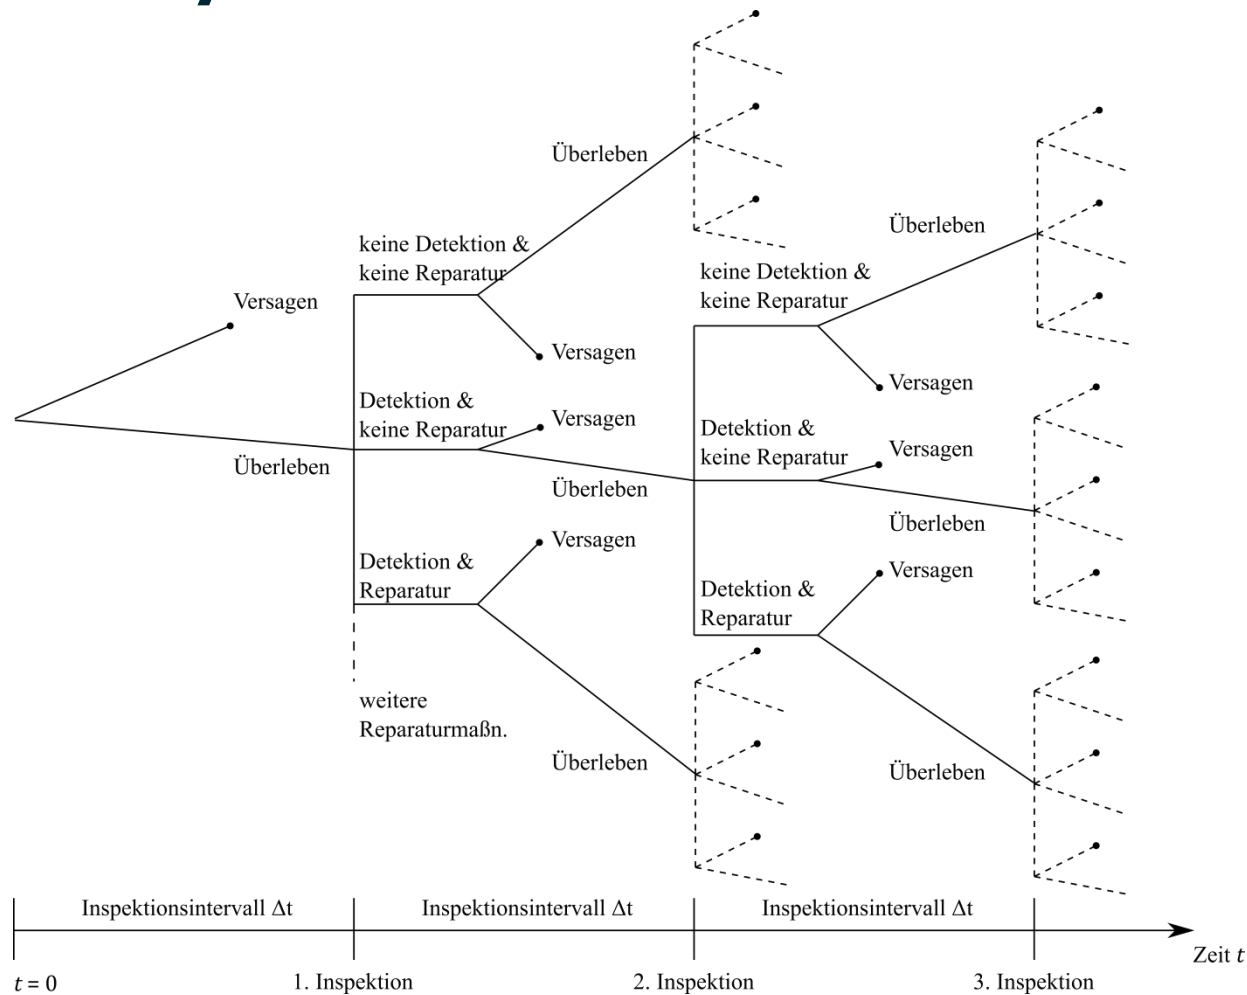 Überleben
Überleben
keine Detektion &
keine Reparatur
keine Detektion &
keine Reparatur
Versagen
Versagen
Versagen
Detektion &
keine Reparatur
Versagen
Detektion &
keine Reparatur
Versagen
Überleben
Überleben
Überleben
Detektion &
Reparatur
Versagen
Versagen
Detektion &
Reparatur
weitere
Reparaturmaßn.
Überleben
Überleben
Inspektionsintervall Δt
Inspektionsintervall Δt
Inspektionsintervall Δt
Zeit t
t = 0
1. Inspektion
2. Inspektion
3. Inspektion